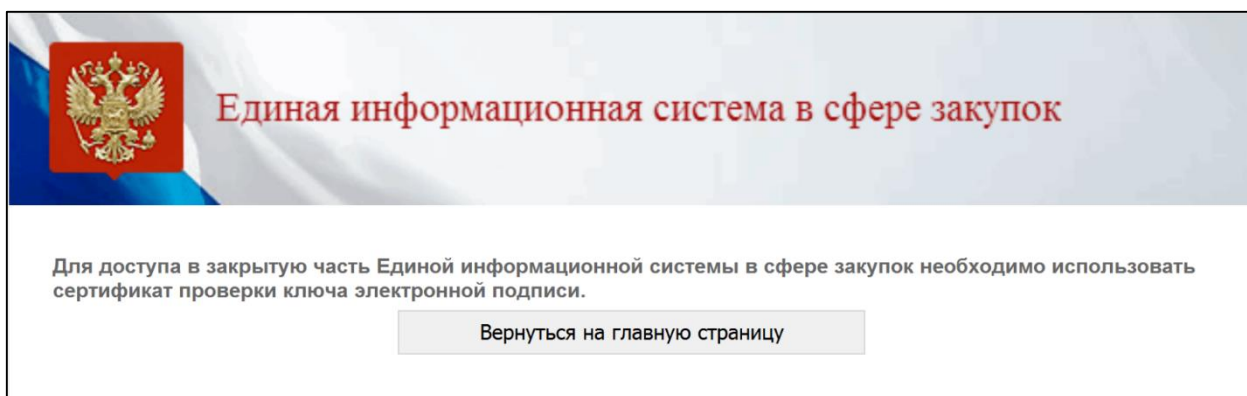 Единая информационная система в сфере закупок
Для доступа в закрытую часть Единой информационной системы в сфере закупок необходимо использовать
сертификат проверки ключа электронной подписи.
Вернуться на главную страницу